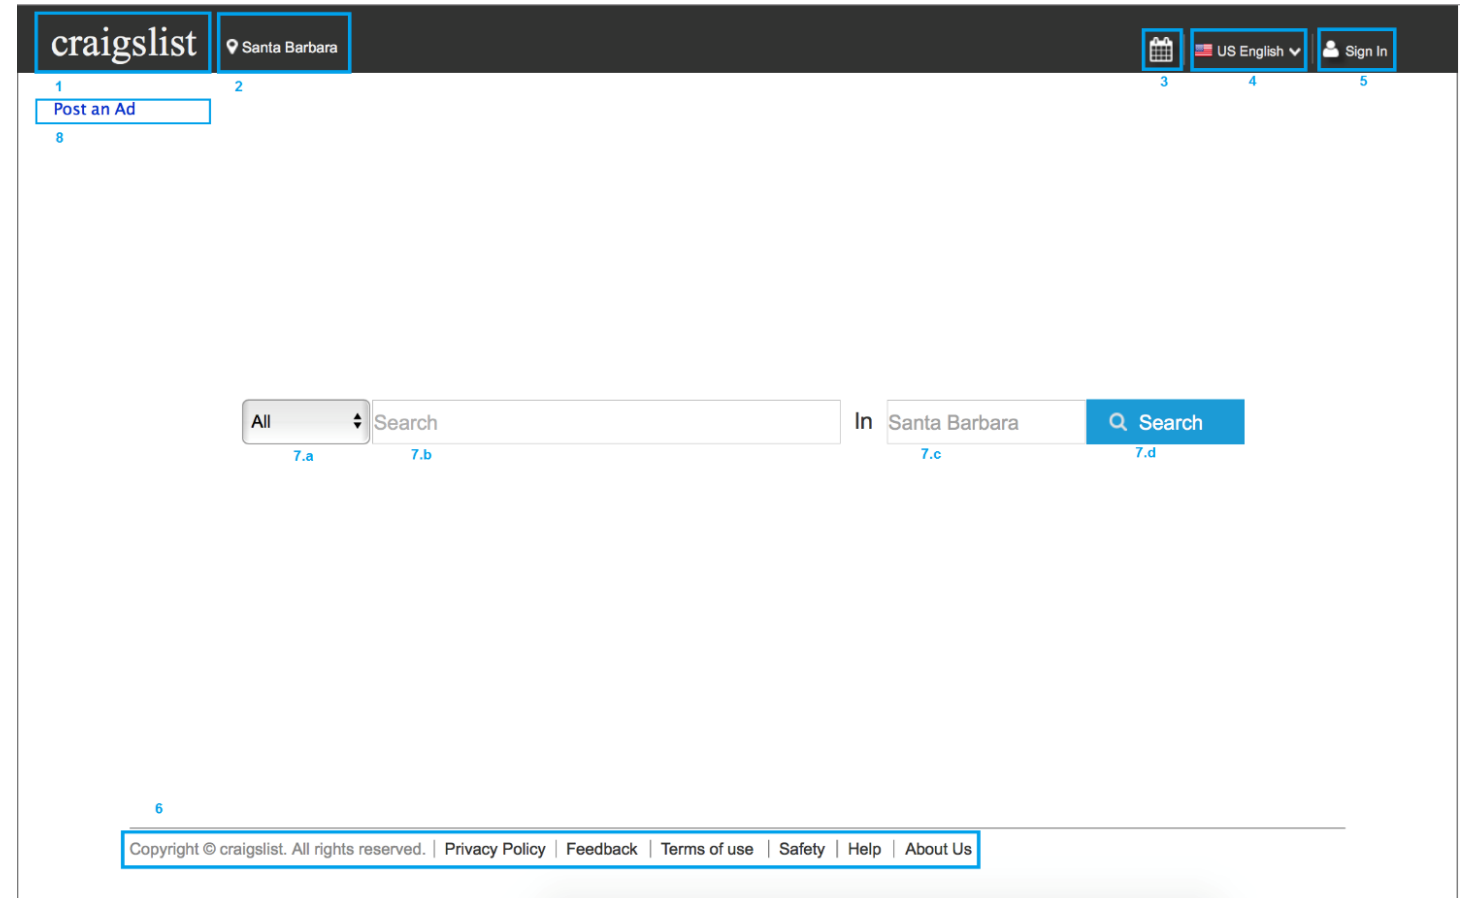 craigslist
Santa Barbara
US English
Sign In
1
2
3
4
5
Post an Ad
8
All
Search
In
Santa Barbara
Search
7.a
7.b
7.c
7.d
6
Copyright © craigslist. All rights reserved. | Privacy Policy | Feedback | Terms of use | Safety | Help | About Us